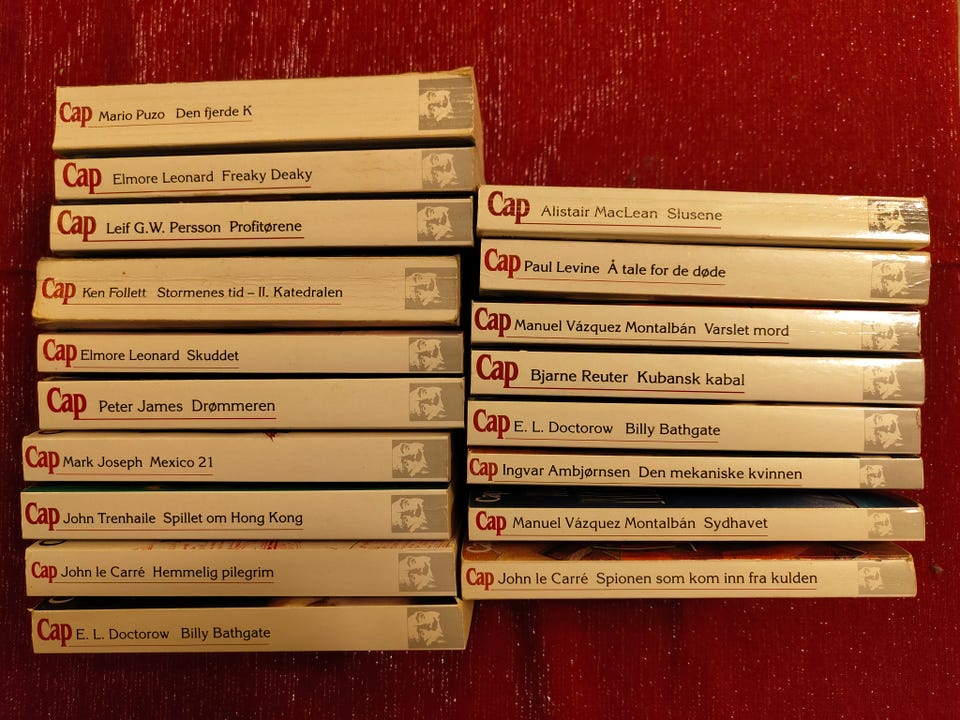 Cap Mario Puzo Den fjerde K
Cap Elmore Leonard Freaky Deaky
Cap Leif G.W. Persson Profitørene
Cap Ken Follett Stormenes tid – II. Katedralen
Cap Elmore Leonard Skuddet
Cap Peter James Drømmeren
Cap Mark Joseph Mexico 21
Cap John Trenhaile Spillet om Hong Kong
Cap John le Carré Hemmelig pilegrim
Cap E. L. Doctorow Billy Bathgate
Cap Alistair MacLean Slusene
Cap Paul Levine Å tale for de døde
Cap Manuel Vázquez Montalbán Varslet mord
Cap Bjarne Reuter Kubansk kabal
Cap E. L. Doctorow Billy Bathgate
Cap Ingvar Ambjørnsen Den mekaniske kvinnen
Cap Manuel Vázquez Montalbán Sydhavet
Cap John le Carré Spionen som kom inn fra kulden